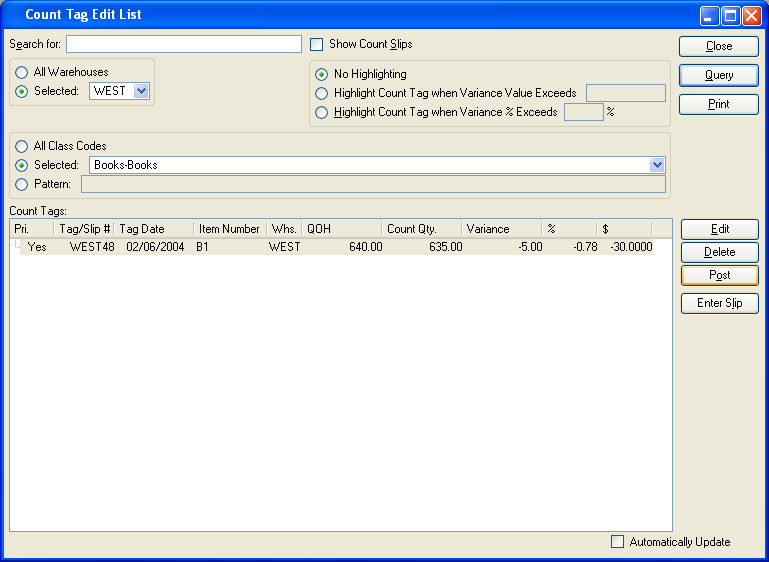 Count Tag Edit List
Search for:
Show Count Slips
Close
All Warehouses
Selected: WEST
No Highlighting
Highlight Count Tag when Variance Value Exceeds
Highlight Count Tag when Variance % Exceeds %
Query
Print
All Class Codes
Selected: Books-Books
Pattern:
Count Tags:
Pri. Tag/Slip # Tag Date Item Number Whs. QOH Count Qty. Variance % $
Yes WEST48 02/06/2004 B1 WEST 640.00 635.00 -5.00 -0.78 -30.0000
Edit
Delete
Post
Enter Slip
Automatically Update